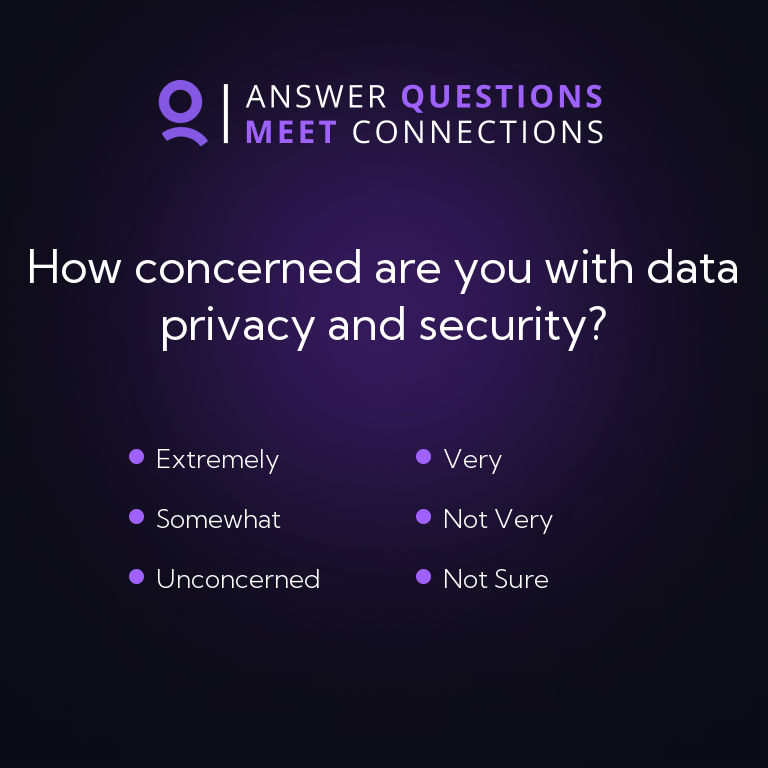 ANSWER QUESTIONS
MEET CONNECTIONS
How concerned are you with data
privacy and security?
Extremely
Very
Somewhat
Not Very
Unconcerned
Not Sure